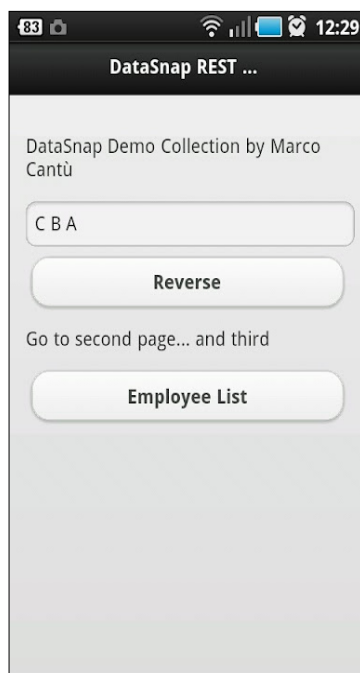 83 12:29
DataSnap REST ...
DataSnap Demo Collection by Marco
Cantù
C B A
Reverse
Go to second page... and third
Employee List